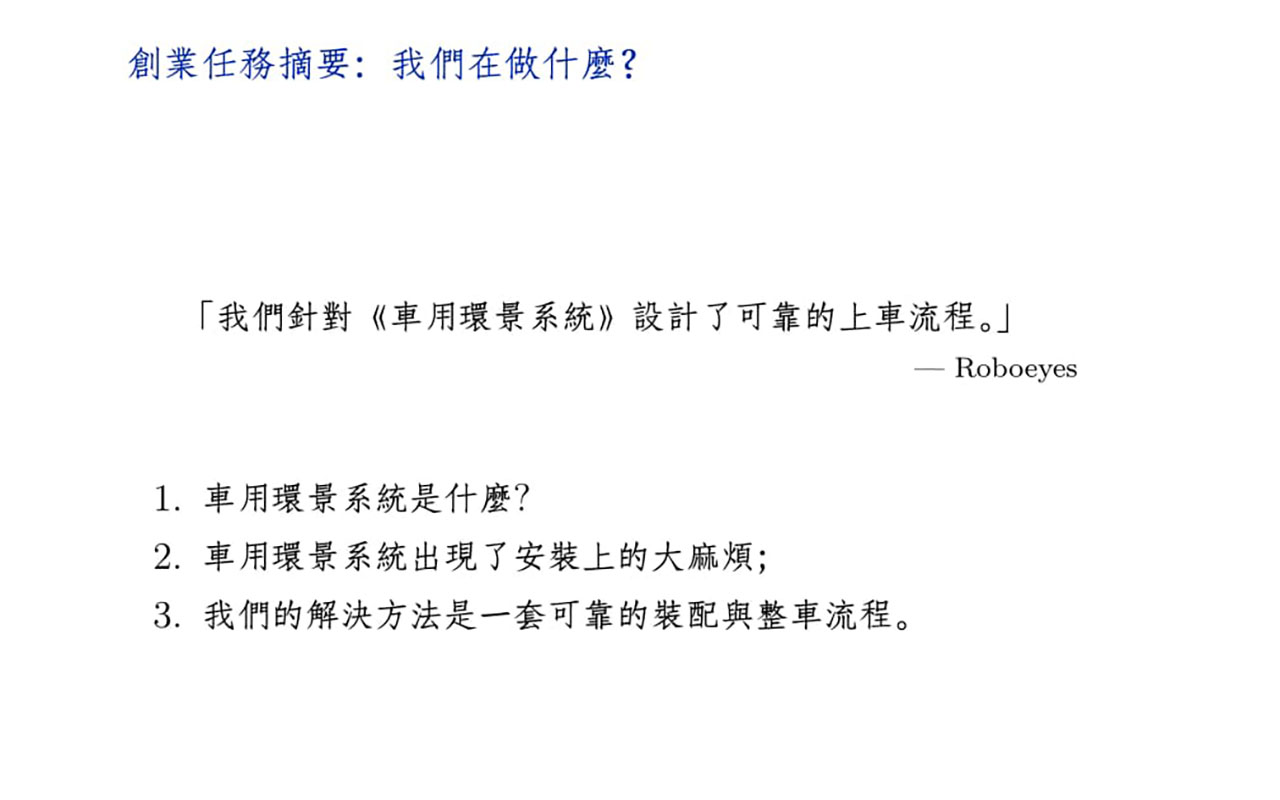 創業任務摘要：我們在做什麼？
「我們針對《車用環景系統》設計了可靠的上車流程。」
— Roboeyes
1. 車用環景系統是什麼?
2. 車用環景系統出現了安裝上的大麻煩；
3. 我們的解決方法是一套可靠的裝配與整車流程。